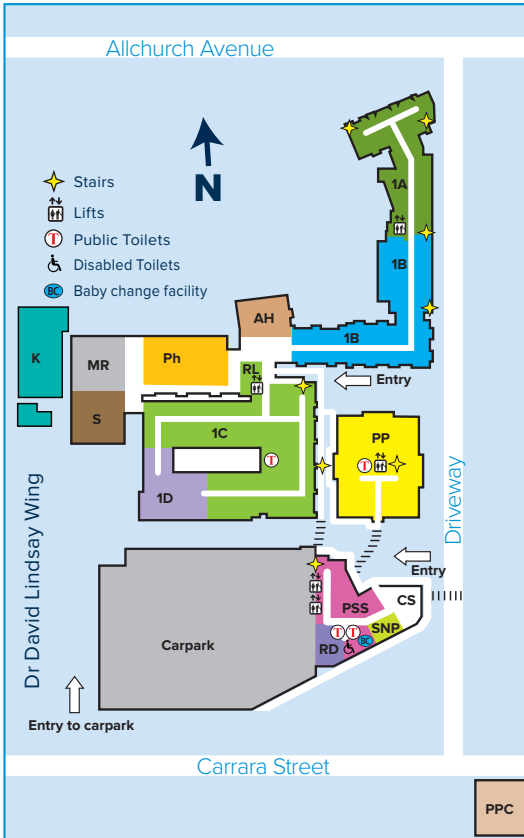 Allchurch Avenue
N
Stairs
Lifts
T Public Toilets
Disabled Toilets
BC Baby change facility
1A
1B
AH
1B
K
MR
Ph
RL
Entry
S
1C
PP
T
T
1D
Dr David Lindsay Wing
Driveway
Entry
CS
PSS
SNP
T T
BC
RD
Carpark
Entry to carpark
Carrara Street
PPC